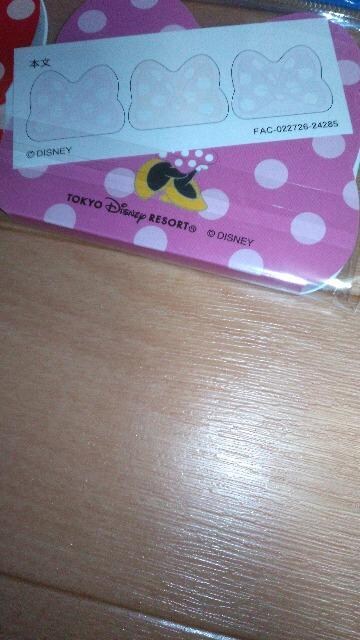 本文
FAC-022726-24285
© DISNEY
TOKYO Disney RESORT® © DISNEY